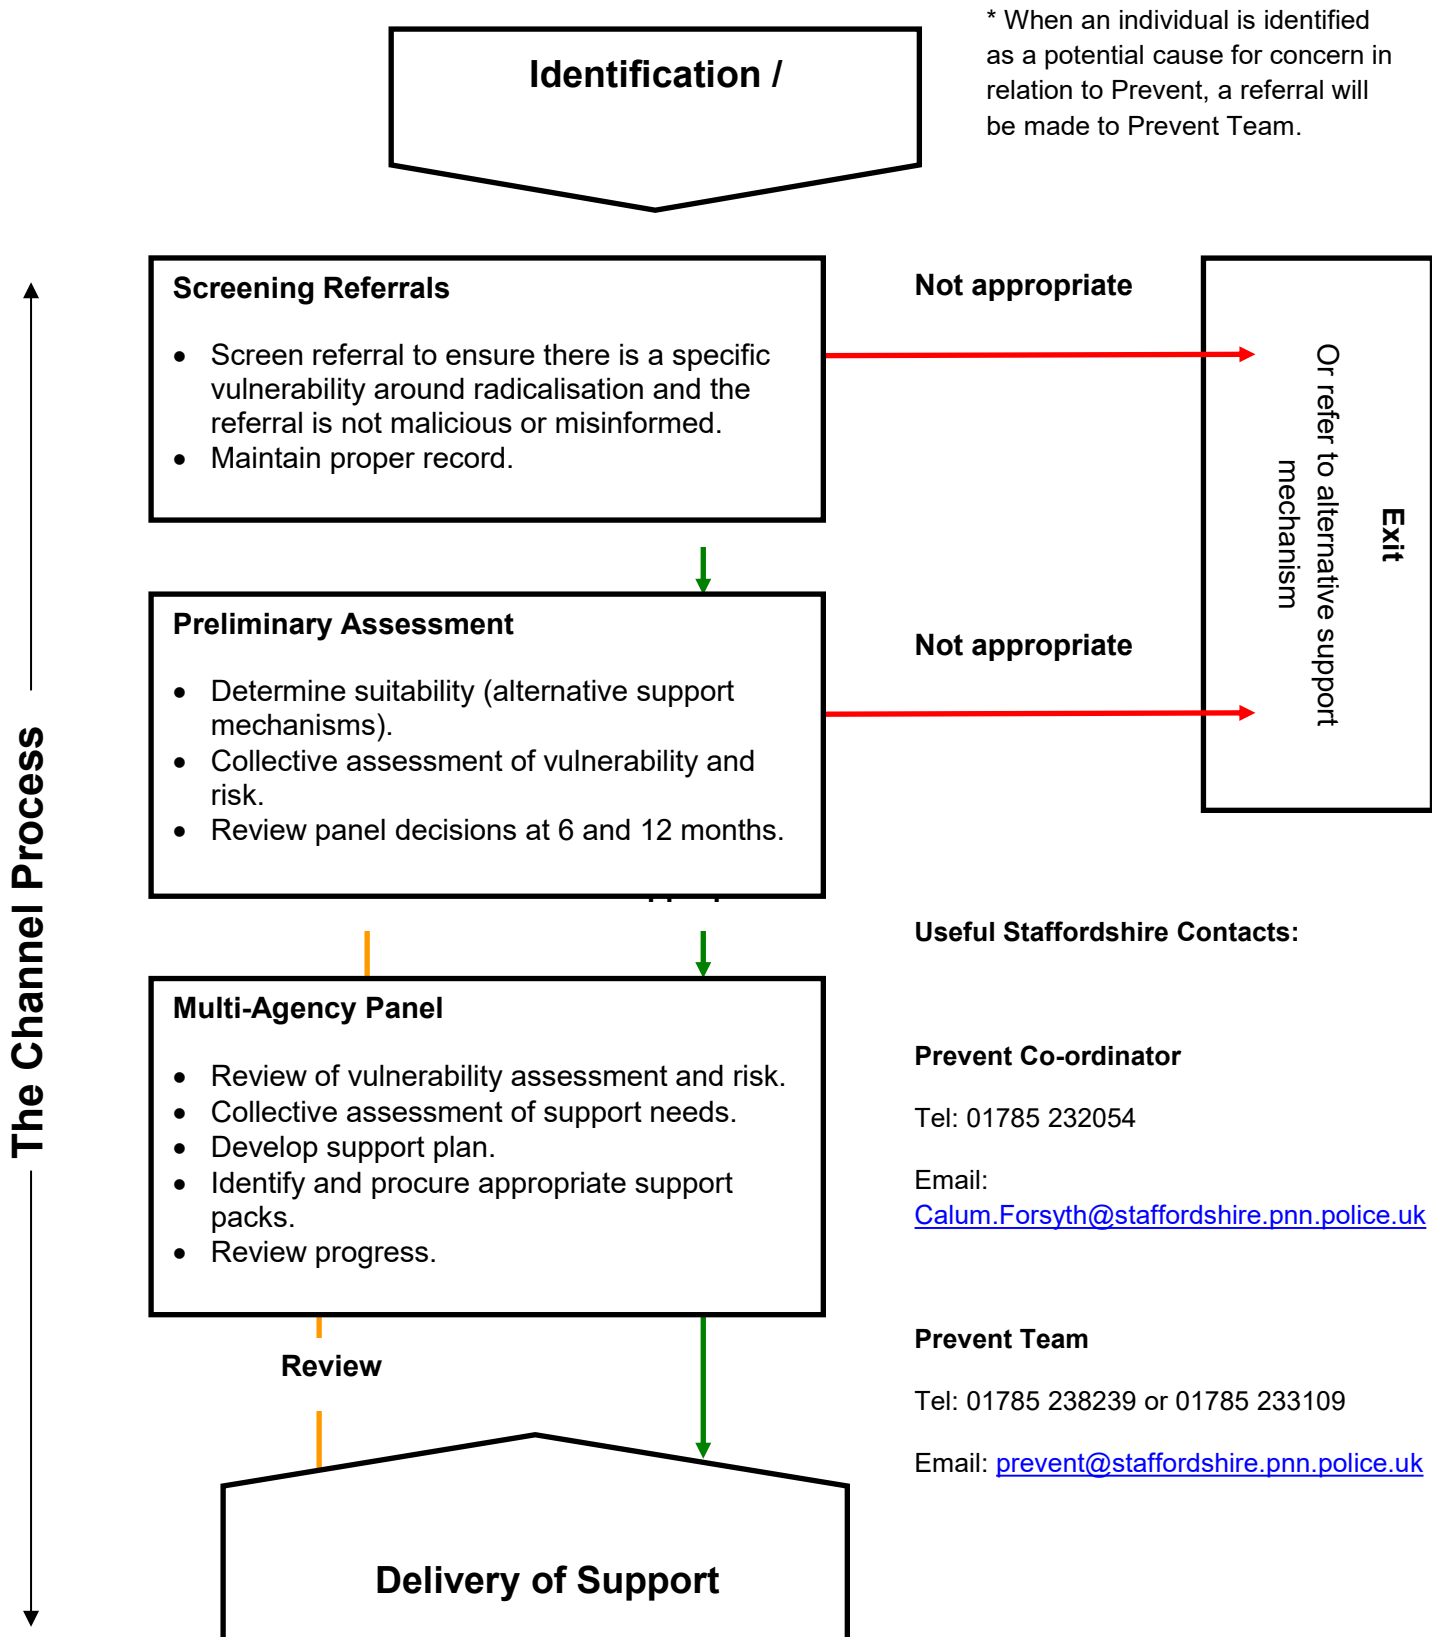 Identification /
* When an individual is identified
as a potential cause for concern in
relation to Prevent, a referral will
be made to Prevent Team.
The Channel Process
Screening Referrals
• Screen referral to ensure there is a specific
vulnerability around radicalisation and the
referral is not malicious or misinformed.
• Maintain proper record.
Not appropriate
Exit
Or refer to alternative support
mechanism
Preliminary Assessment
• Determine suitability (alternative support
mechanisms).
• Collective assessment of vulnerability and
risk.
• Review panel decisions at 6 and 12 months.
Not appropriate
Multi-Agency Panel
• Review of vulnerability assessment and risk.
• Collective assessment of support needs.
• Develop support plan.
• Identify and procure appropriate support
packs.
• Review progress.
Review
Delivery of Support
Useful Staffordshire Contacts:
Prevent Co-ordinator
Tel: 01785 232054
Email:
Calum.Forsyth@staffordshire.pnn.police.uk
Prevent Team
Tel: 01785 238239 or 01785 233109
Email: prevent@staffordshire.pnn.police.uk